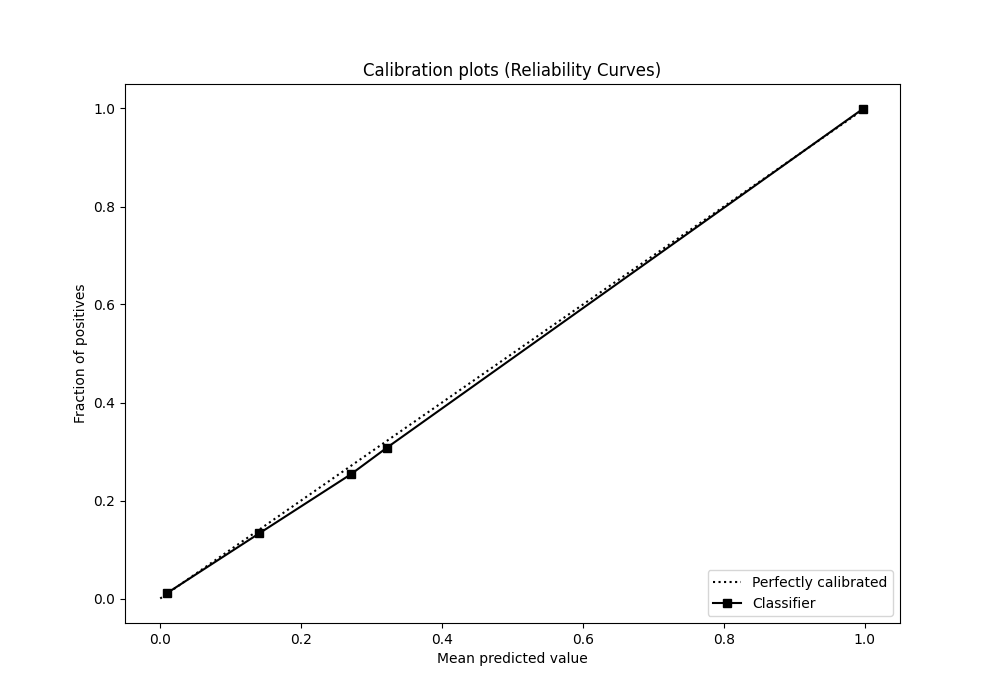 Calibration plots (Reliability Curves)
1.0
0.8
0.6
0.4
0.2
0.0
Fraction of positives
0.0 0.2 0.4 0.6 0.8 1.0
Mean predicted value
Perfectly calibrated
Classifier